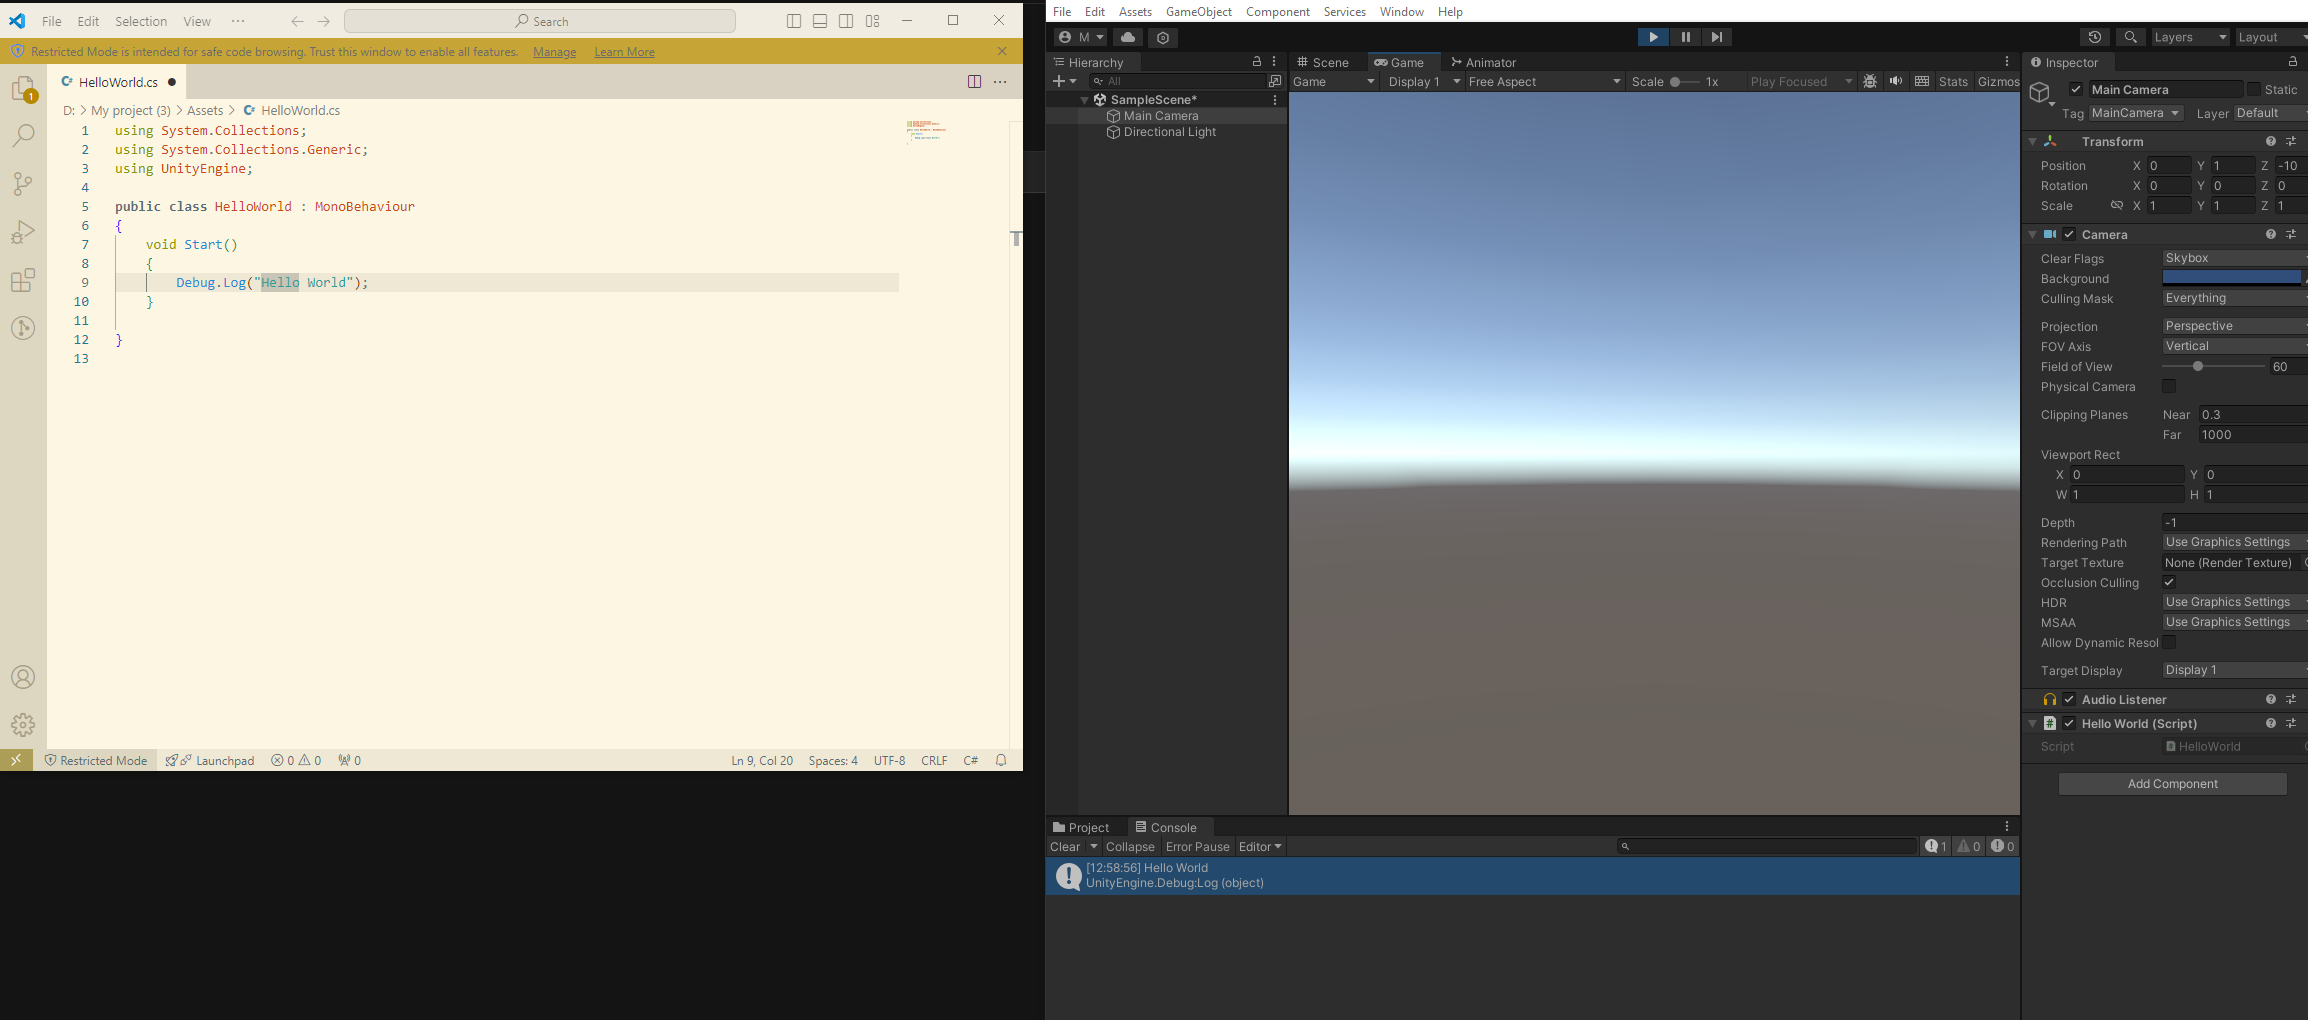 File Edit Selection View ··· Search
Restricted Mode is intended for safe code browsing. Trust this window to enable all features. Manage Learn More
HelloWorld.cs
D: > My project (3) > Assets > HelloWorld.cs
1 using System.Collections;
2 using System.Collections.Generic;
3 using UnityEngine;
4
5 public class HelloWorld : MonoBehaviour
6 {
7 void Start()
8 {
9 Debug.Log("Hello World");
10 }
11
12 }
13
1
Restricted Mode Launchpad 0 0 0 Ln 9, Col 20 Spaces: 4 UTF-8 CRLF C#
File Edit Assets GameObject Component Services Window Help
M Layers Layout
Hierarchy
All
SampleScene*
Main Camera
Directional Light
Scene Game Animator
Game Display 1 Free Aspect Scale 1x Play Focused Stats Gizmos
Project Console
Clear Collapse Error Pause Editor 1 0 0
[12:58:56] Hello World
UnityEngine.Debug:Log (object)
Inspector
Main Camera Static
Tag MainCamera Layer Default
Transform
Position X 0 Y 1 Z -10
Rotation X 0 Y 0 Z 0
Scale X 1 Y 1 Z 1
Camera
Clear Flags Skybox
Background
Culling Mask Everything
Projection Perspective
FOV Axis Vertical
Field of View 60
Physical Camera
Clipping Planes Near 0.3
Far 1000
Viewport Rect
X 0 Y 0
W 1 H 1
Depth -1
Rendering Path Use Graphics Settings
Target Texture None (Render Texture)
Occlusion Culling
HDR Use Graphics Settings
MSAA Use Graphics Settings
Allow Dynamic Resol
Target Display Display 1
Audio Listener
# Hello World (Script)
Script HelloWorld
Add Component